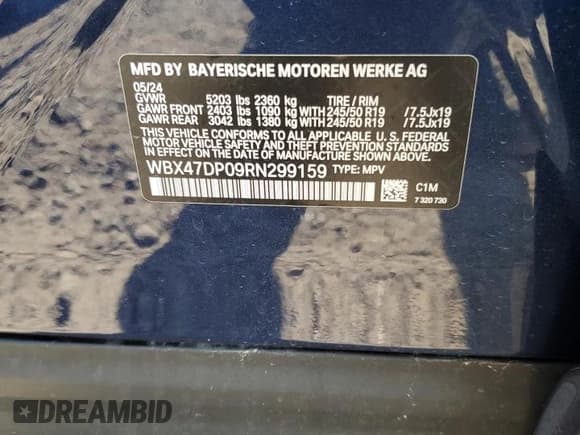 MFD BY BAYERISCHE MOTOREN WERKE AG
05/24
GVWR 5203 lbs 2360 kg TIRE / RIM
GAWR FRONT 2403 lbs 1090 kg WITH 245/50 R19 /7.5Jx19
GAWR REAR 3042 lbs 1380 kg WITH 245/50 R19 /7.5Jx19
THIS VEHICLE CONFORMS TO ALL APPLICABLE U. S. FEDERAL
MOTOR VEHICLE SAFETY AND THEFT PREVENTION STANDARDS IN
EFFECT ON THE DATE OF MANUFACTURE SHOWN ABOVE.
WBX47DP09RN299159 TYPE: MPV
C1M
7 320 730
DREAMBID